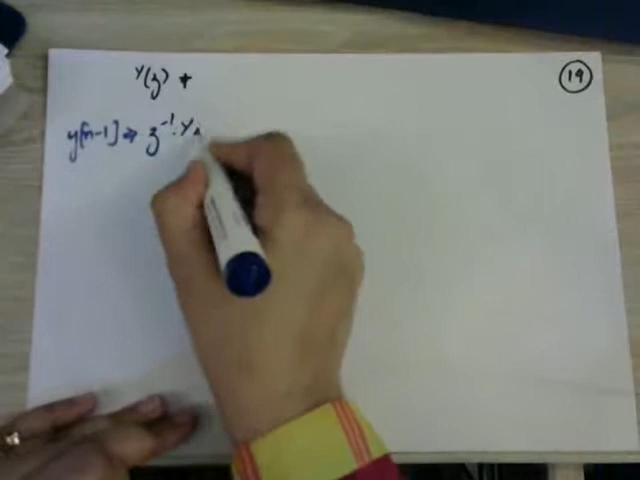 19
Y(z) +
y[n-1] → z⁻¹.Y